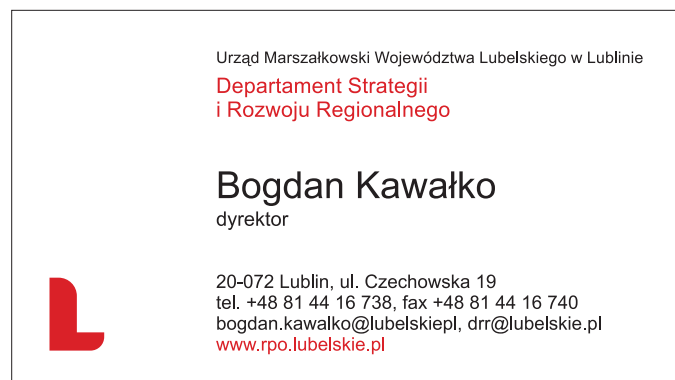 Urząd Marszałkowski Województwa Lubelskiego w Lublinie
Departament Strategii
i Rozwoju Regionalnego
Bogdan Kawałko
dyrektor
20-072 Lublin, ul. Czechowska 19
tel. +48 81 44 16 738, fax +48 81 44 16 740
bogdan.kawalko@lubelskiepl, drr@lubelskie.pl
www.rpo.lubelskie.pl